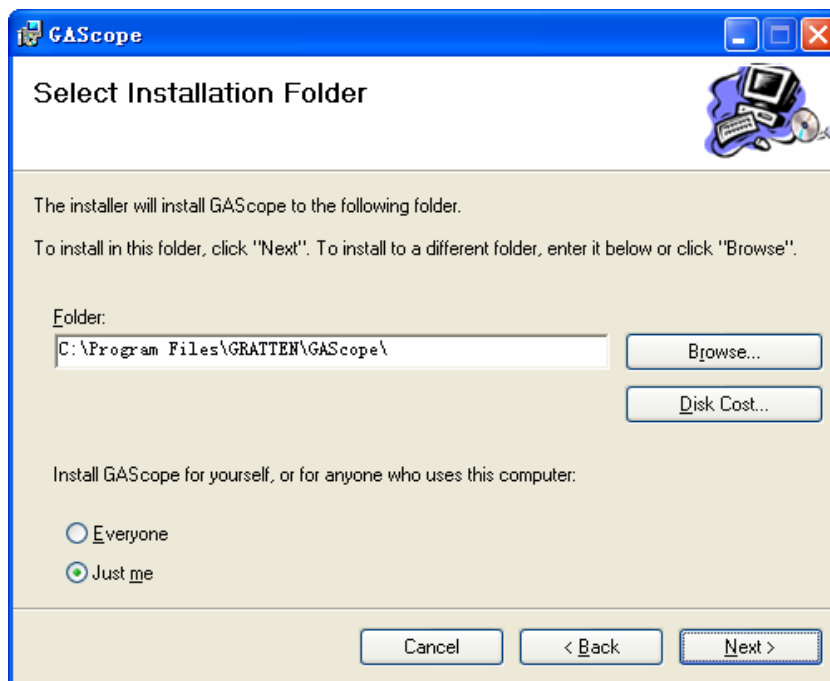 GAScope
Select Installation Folder
The installer will install GAScope to the following folder.
To install in this folder, click "Next". To install to a different folder, enter it below or click "Browse".
Folder:
C:\Program Files\GRATTEN\GAScope\
Browse...
Disk Cost...
Install GAScope for yourself, or for anyone who uses this computer:
Everyone
Just me
Cancel
< Back
Next >